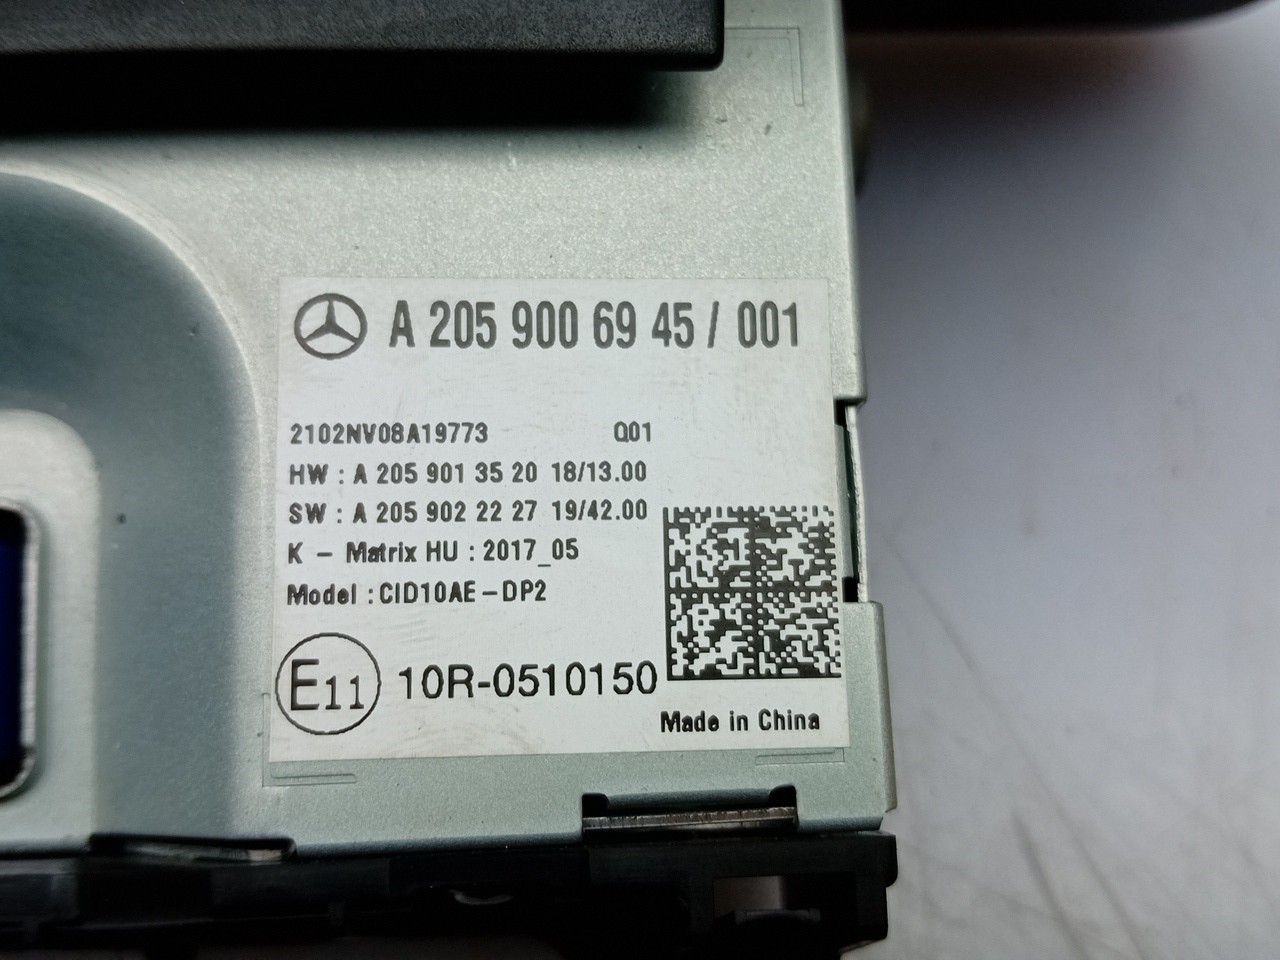 A 205 900 69 45 / 001
2102NV08A19773 Q01
HW : A 205 901 35 20 18/13.00
SW : A 205 902 22 27 19/42.00
K - Matrix HU : 2017_05
Model : CID10AE-DP2
E11 10R-0510150
Made in China